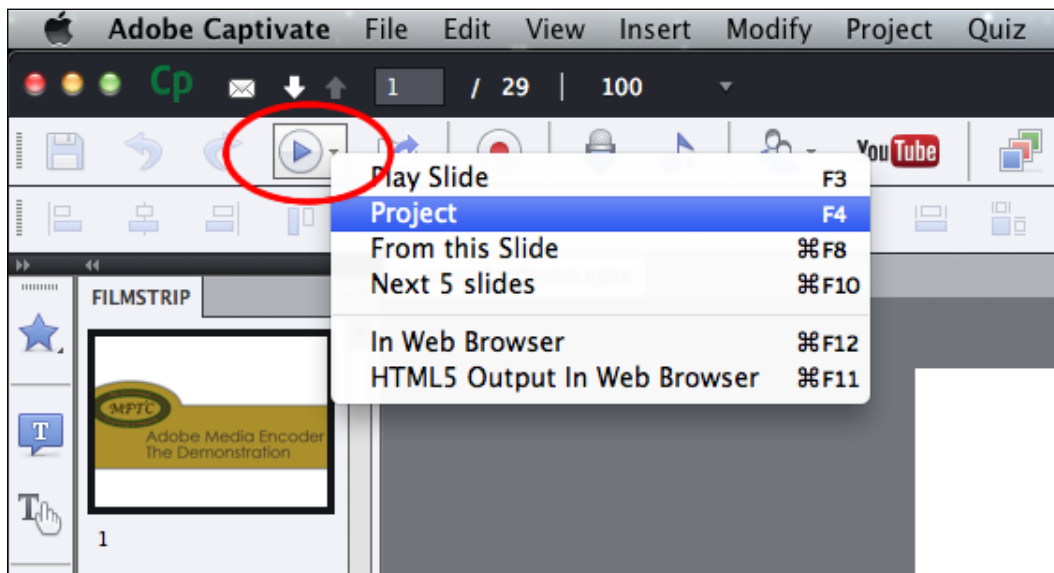 Adobe Captivate File Edit View Insert Modify Project Quiz
Cp 1 / 29 | 100
YouTube
Play Slide F3
Project F4
From this Slide ⌘F8
Next 5 slides ⌘F10
In Web Browser ⌘F12
HTML5 Output In Web Browser ⌘F11
FILMSTRIP
T
MFTC
Adobe Media Encoder
The Demonstration
T
1